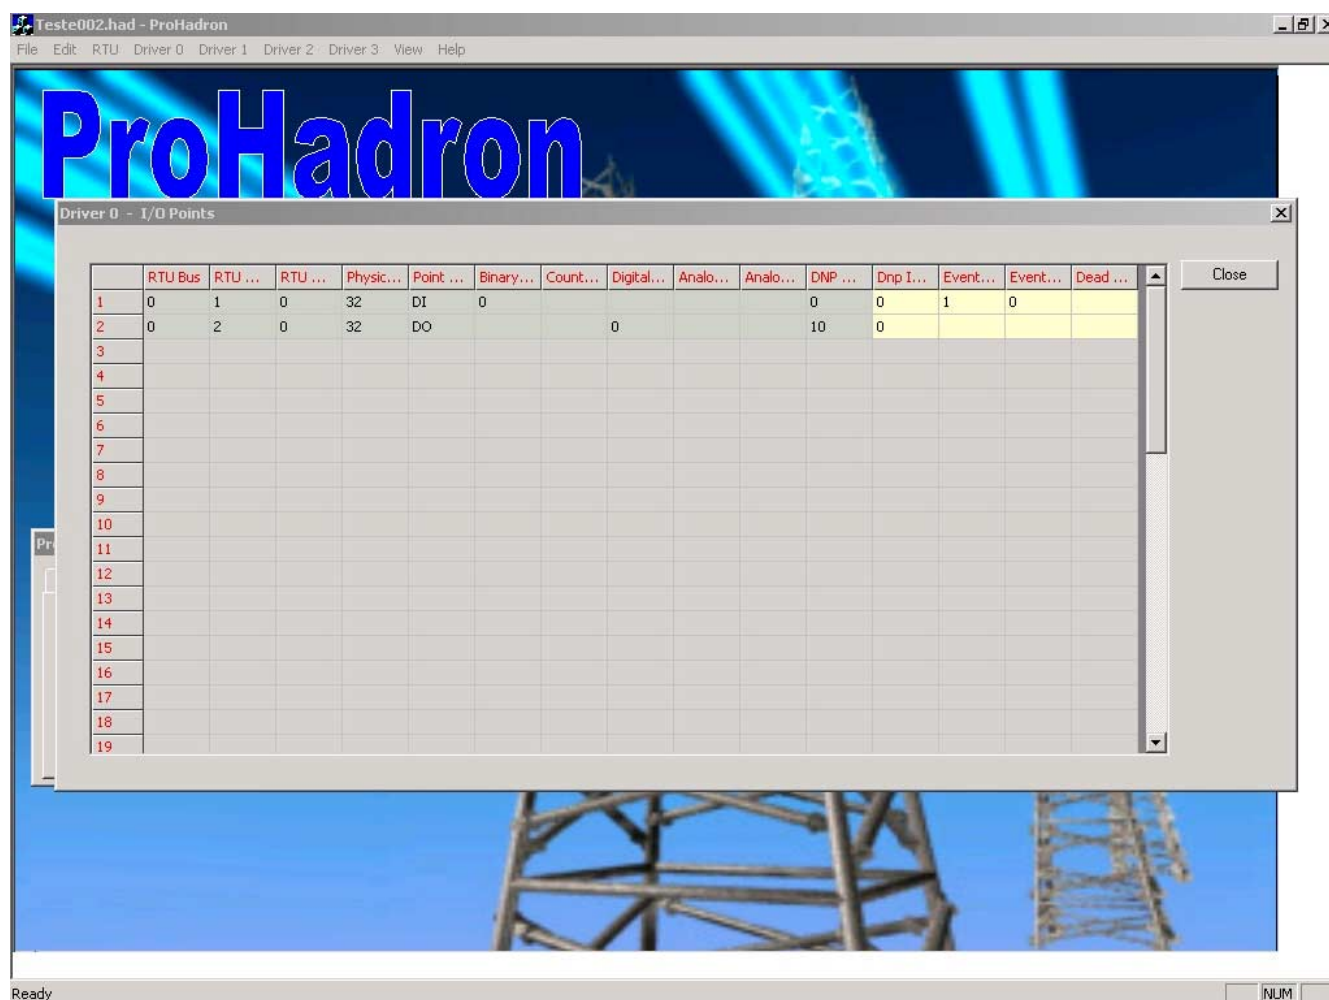 Teste002.had - ProHadron
File Edit RTU Driver 0 Driver 1 Driver 2 Driver 3 View Help
ProHadron
Driver 0 - I/O Points
RTU Bus RTU ... RTU ... Physic... Point ... Binary... Count... Digital... Analo... Analo... DNP ... Dnp I... Event... Event... Dead ...
Close
1 0 1 0 32 DI 0 0 0 1 0
2 0 2 0 32 DO 0 10 0
3
4
5
6
7
8
9
10
11
12
13
14
15
16
17
18
19
Pr
Ready NUM